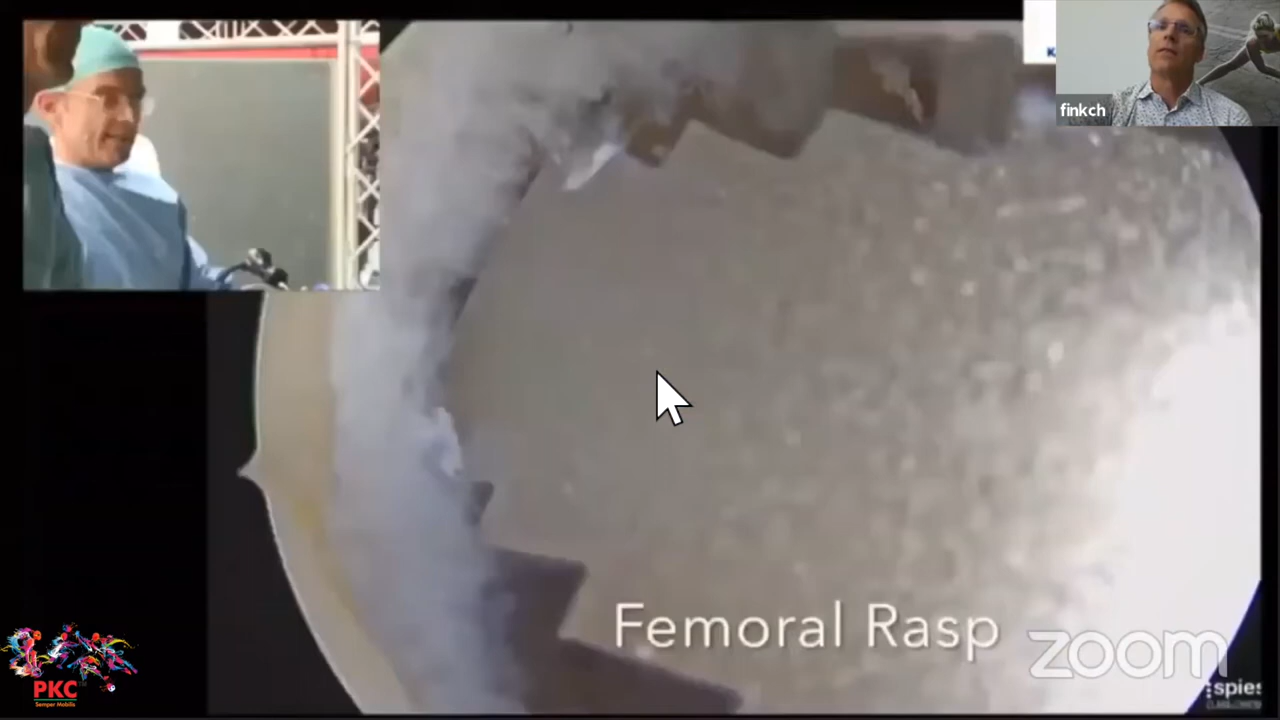 finkch
Femoral Rasp
zoom
spies
PKC
Semper Mobilis